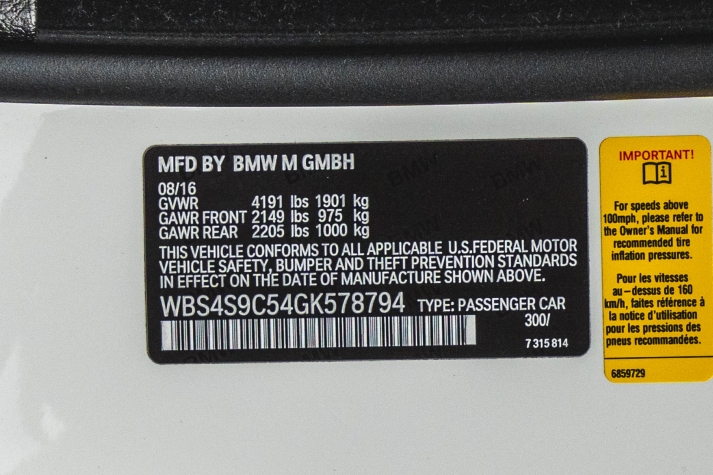 MFD BY BMW M GMBH
08/16
GVWR 4191 lbs 1901 kg
GAWR FRONT 2149 lbs 975 kg
GAWR REAR 2205 lbs 1000 kg
THIS VEHICLE CONFORMS TO ALL APPLICABLE U.S.FEDERAL MOTOR
VEHICLE SAFETY, BUMPER AND THEFT PREVENTION STANDARDS
IN EFFECT ON THE DATE OF MANUFACTURE SHOWN ABOVE.
WBS4S9C54GK578794 TYPE: PASSENGER CAR
300/
7 315 814
IMPORTANT!
For speeds above
100mph, please refer to
the Owner's Manual for
recommended tire
inflation pressures.
Pour les vitesses
au-dessus de 160
km/h, faites référence à
la notice d'utilisation
pour les pressions des
pneus recommandées.
6859729